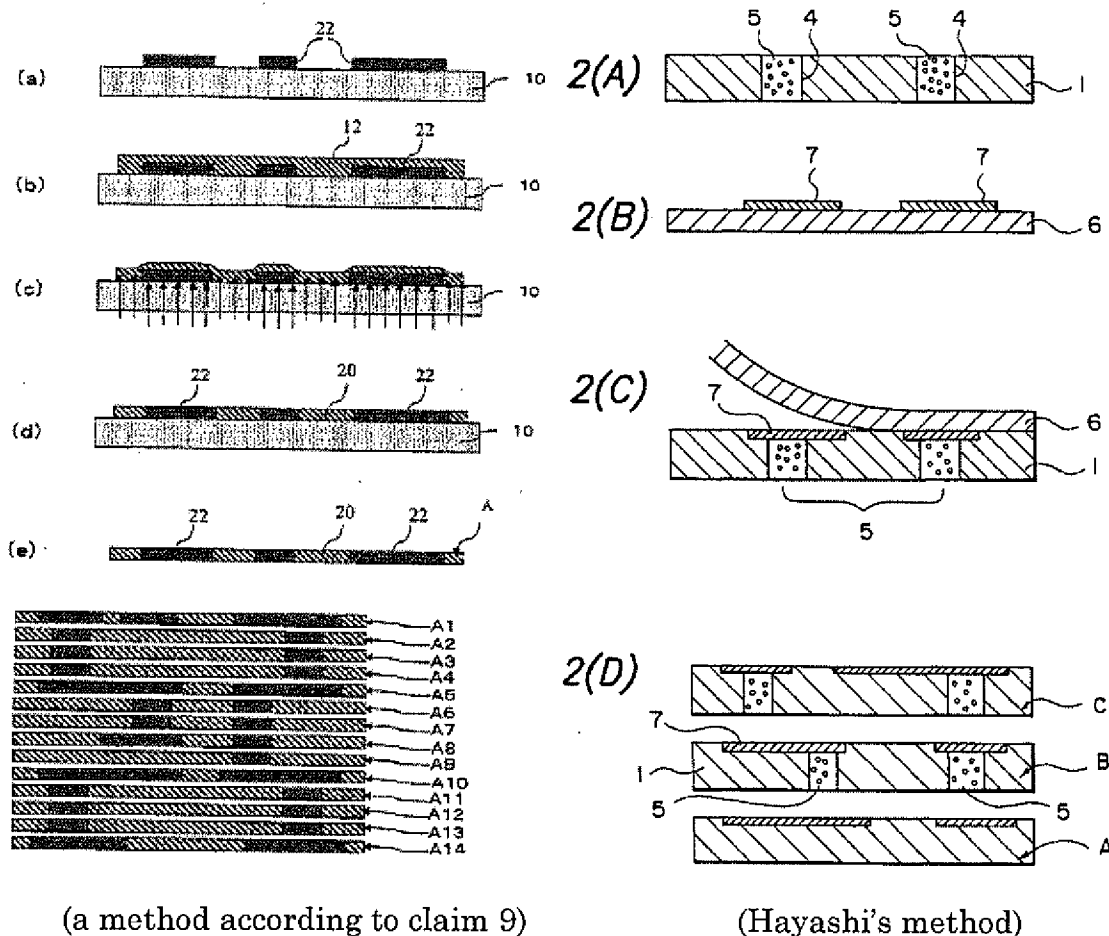 22
(a)
10
12
22
(b)
10
(c)
10
22
20
22
(d)
10
22
20
22
A
(e)
A1
A2
A3
A4
A5
A6
A7
A8
A9
A10
A11
A12
A13
A14
(a method according to claim 9)
5
4
5
4
2(A)
1
7
7
2(B)
6
2(C)
7
6
1
5
2(D)
C
7
1
B
5
5
A
(Hayashi's method)